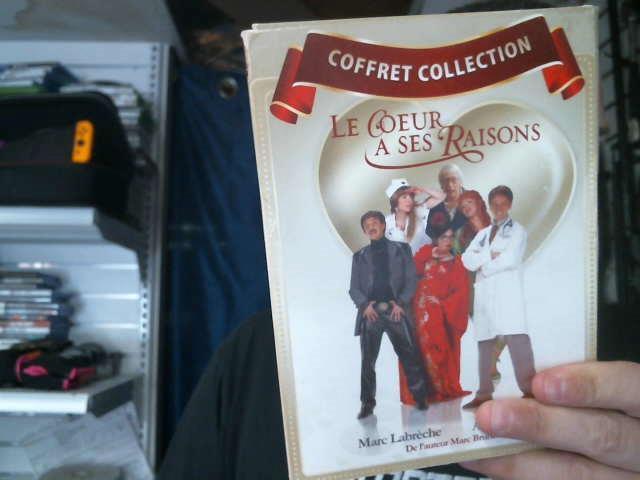 COFFRET COLLECTION
LE COEUR
A SES RAISONS
Marc Labrèche
De l'auteur Marc